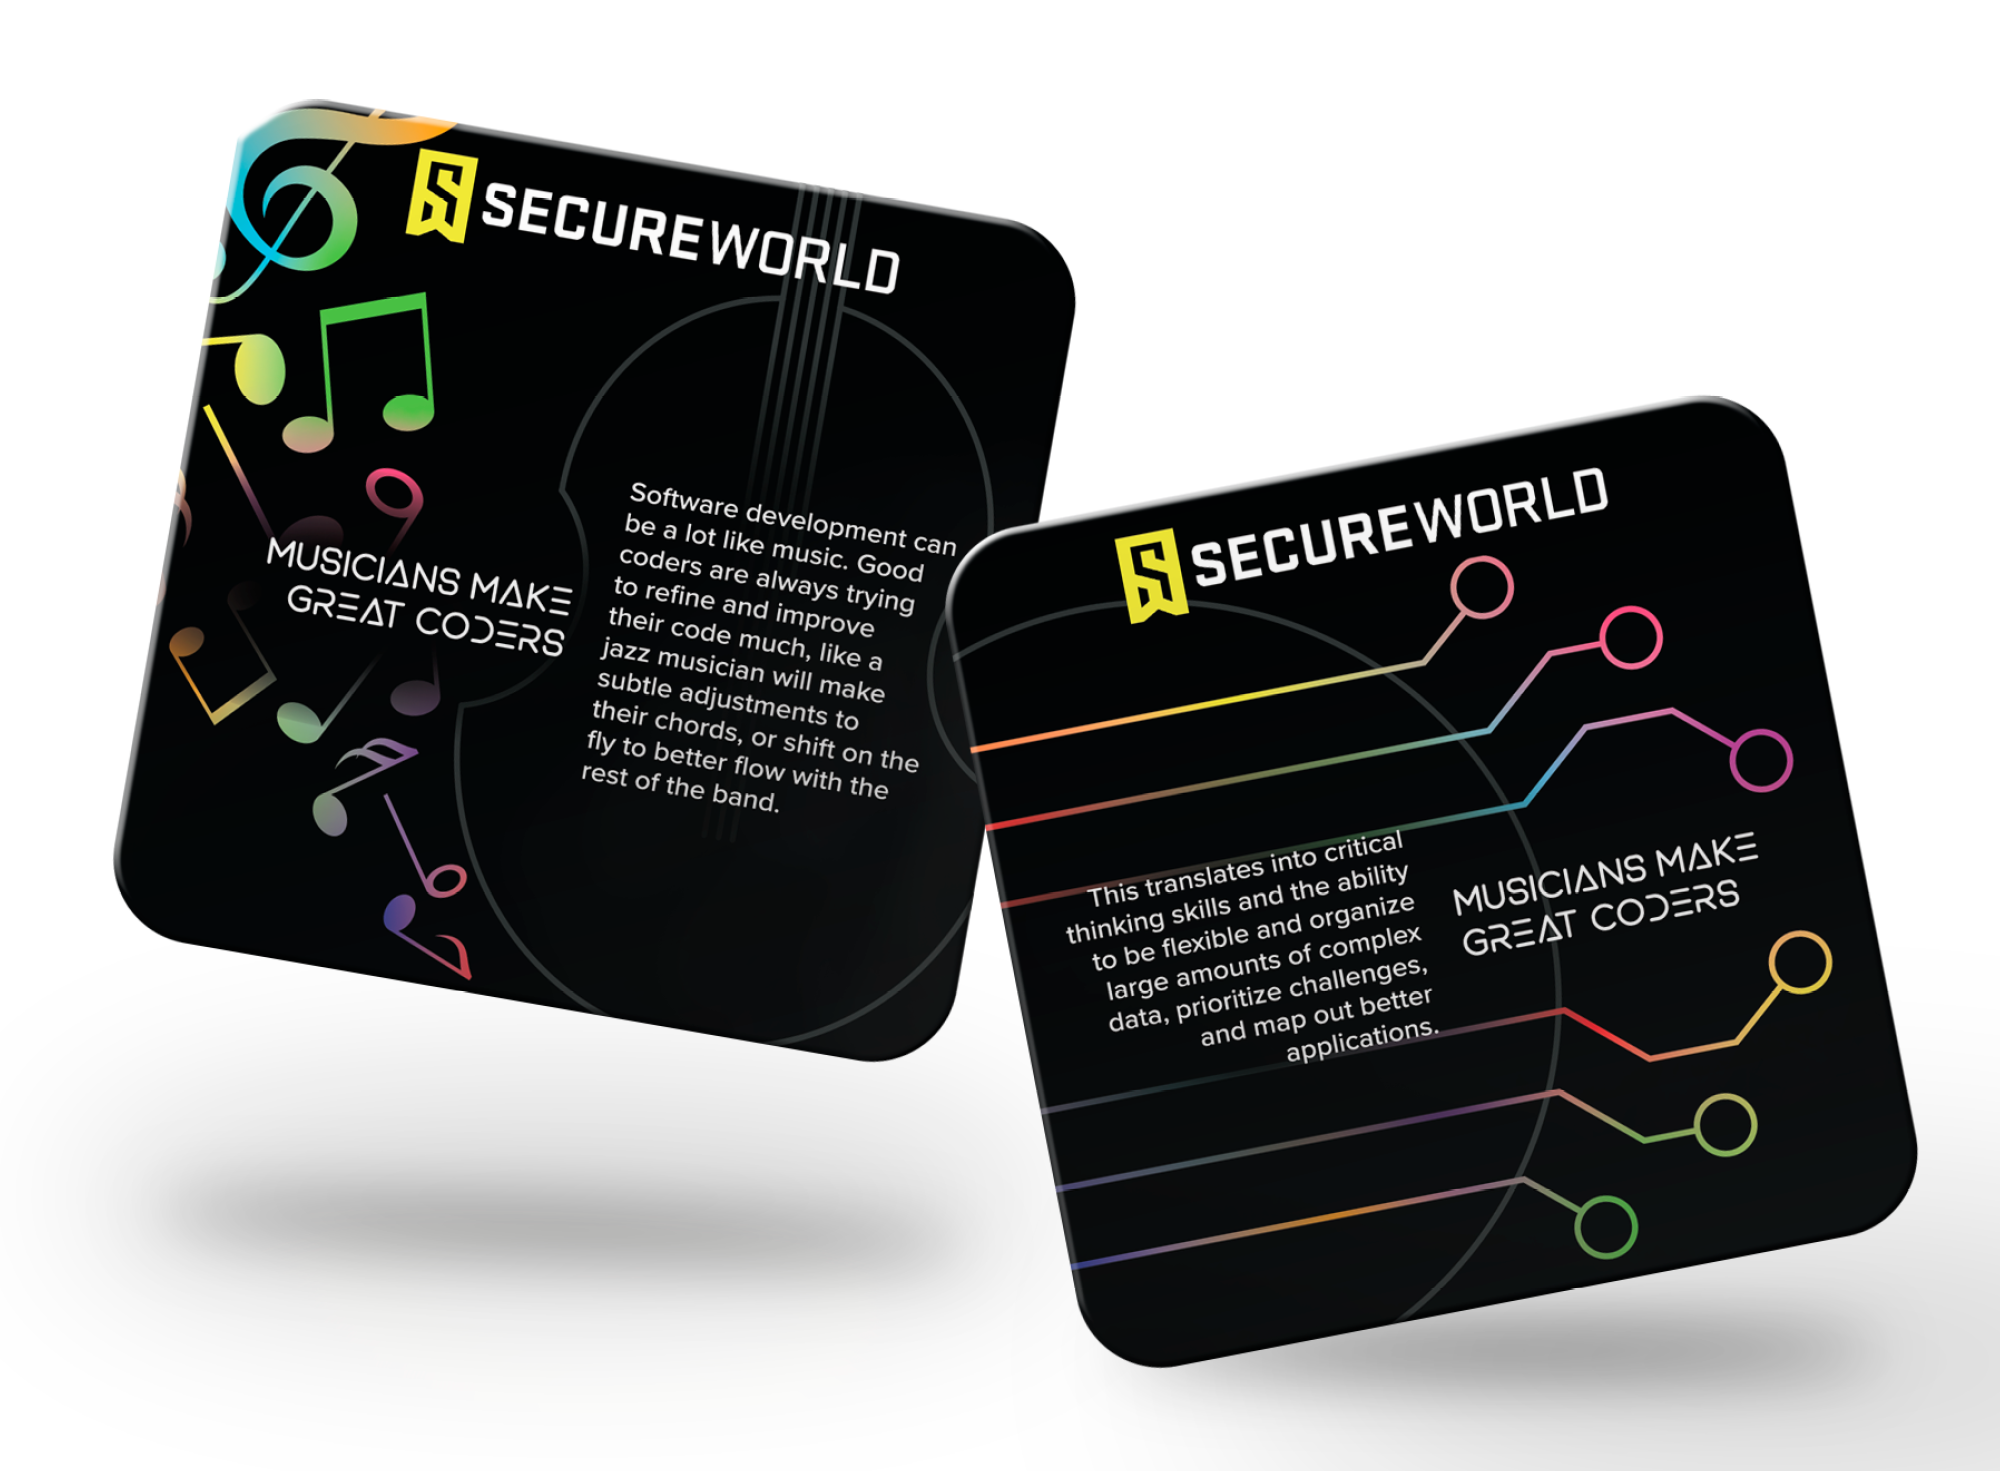 SECUREWORLD
MUSICIANS MAKE
GREAT CODERS
Software development can
be a lot like music. Good
coders are always trying
to refine and improve
their code much, like a
jazz musician will make
subtle adjustments to
their chords, or shift on the
fly to better flow with the
rest of the band.
SECUREWORLD
This translates into critical
thinking skills and the ability
to be flexible and organize
large amounts of complex
data, prioritize challenges,
and map out better
applications.
MUSICIANS MAKE
GREAT CODERS